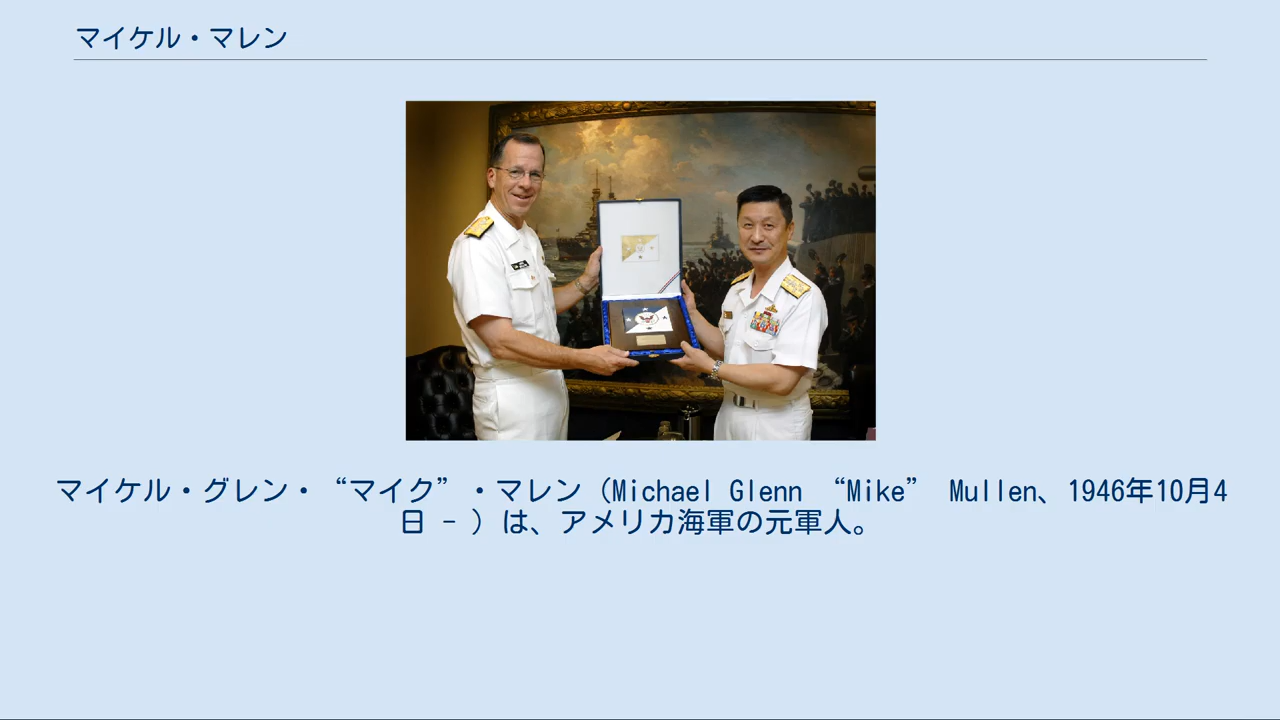 マイケル・マレン
マイケル・グレン・ “マイク” ・マレン（Michael Glenn “Mike” Mullen、1946年10月4
日 - ）は、アメリカ海軍の元軍人。